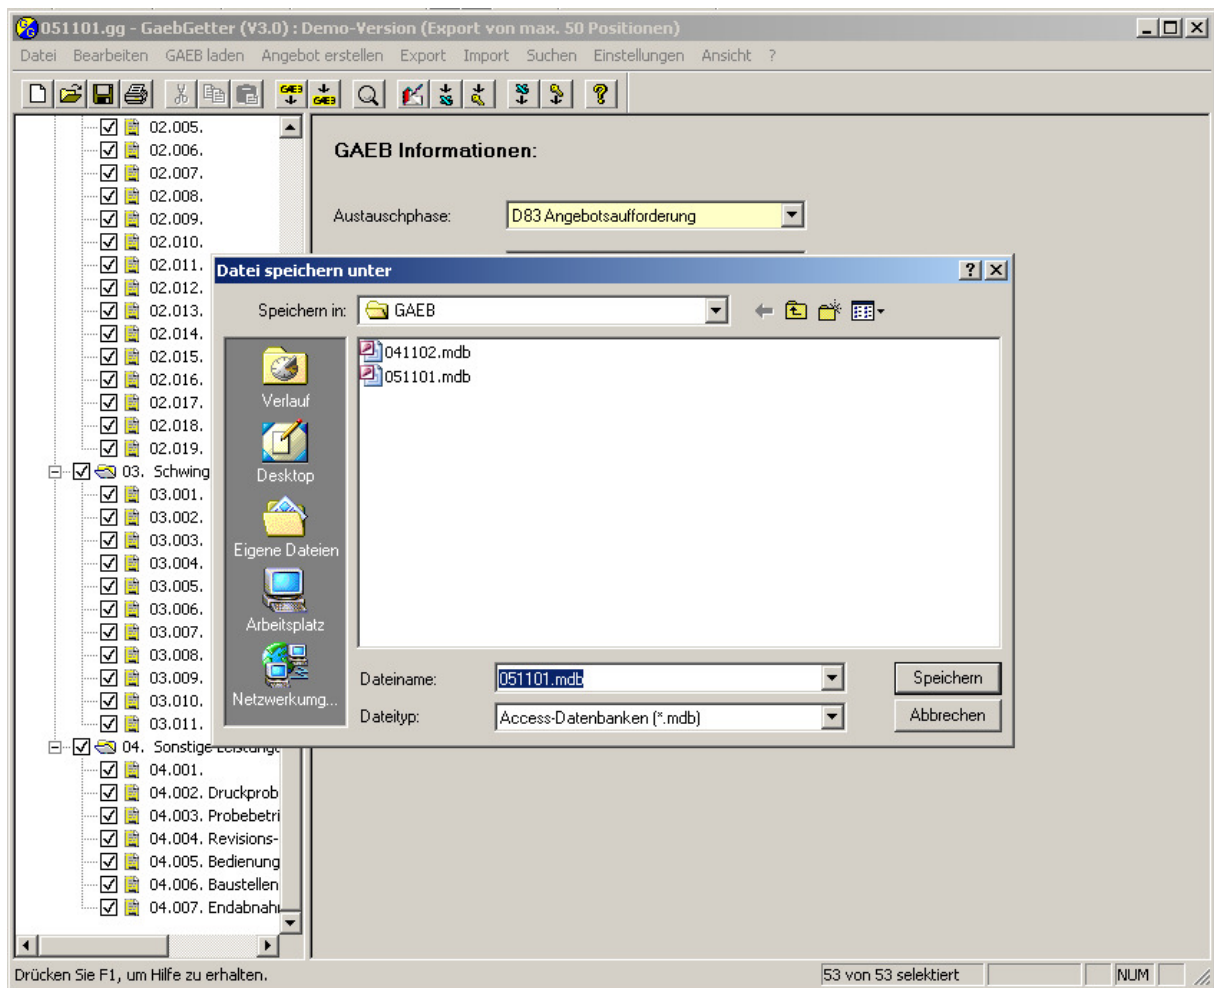 051101.gg - GaebGetter (V3.0) : Demo-Version (Export von max. 50 Positionen)
Datei Bearbeiten GAEB laden Angebot erstellen Export Import Suchen Einstellungen Ansicht ?
GAEB
GAEB
02.005.
02.006.
02.007.
02.008.
02.009.
02.010.
02.011.
02.012.
02.013.
02.014.
02.015.
02.016.
02.017.
02.018.
02.019.
03. Schwing
03.001.
03.002.
03.003.
03.004.
03.005.
03.006.
03.007.
03.008.
03.009.
03.010.
03.011.
04. Sonstige
04.001.
04.002. Druckprob
04.003. Probebetri
04.004. Revisions-
04.005. Bedienung
04.006. Baustellen
04.007. Endabnahm
GAEB Informationen:
Austauschphase: D83 Angebotsaufforderung
Datei speichern unter
Speichern in: GAEB
041102.mdb
051101.mdb
Verlauf
Desktop
Eigene Dateien
Arbeitsplatz
Netzwerkumg...
Dateiname: 051101.mdb Speichern
Dateityp: Access-Datenbanken (*.mdb) Abbrechen
Drücken Sie F1, um Hilfe zu erhalten. 53 von 53 selektiert NUM